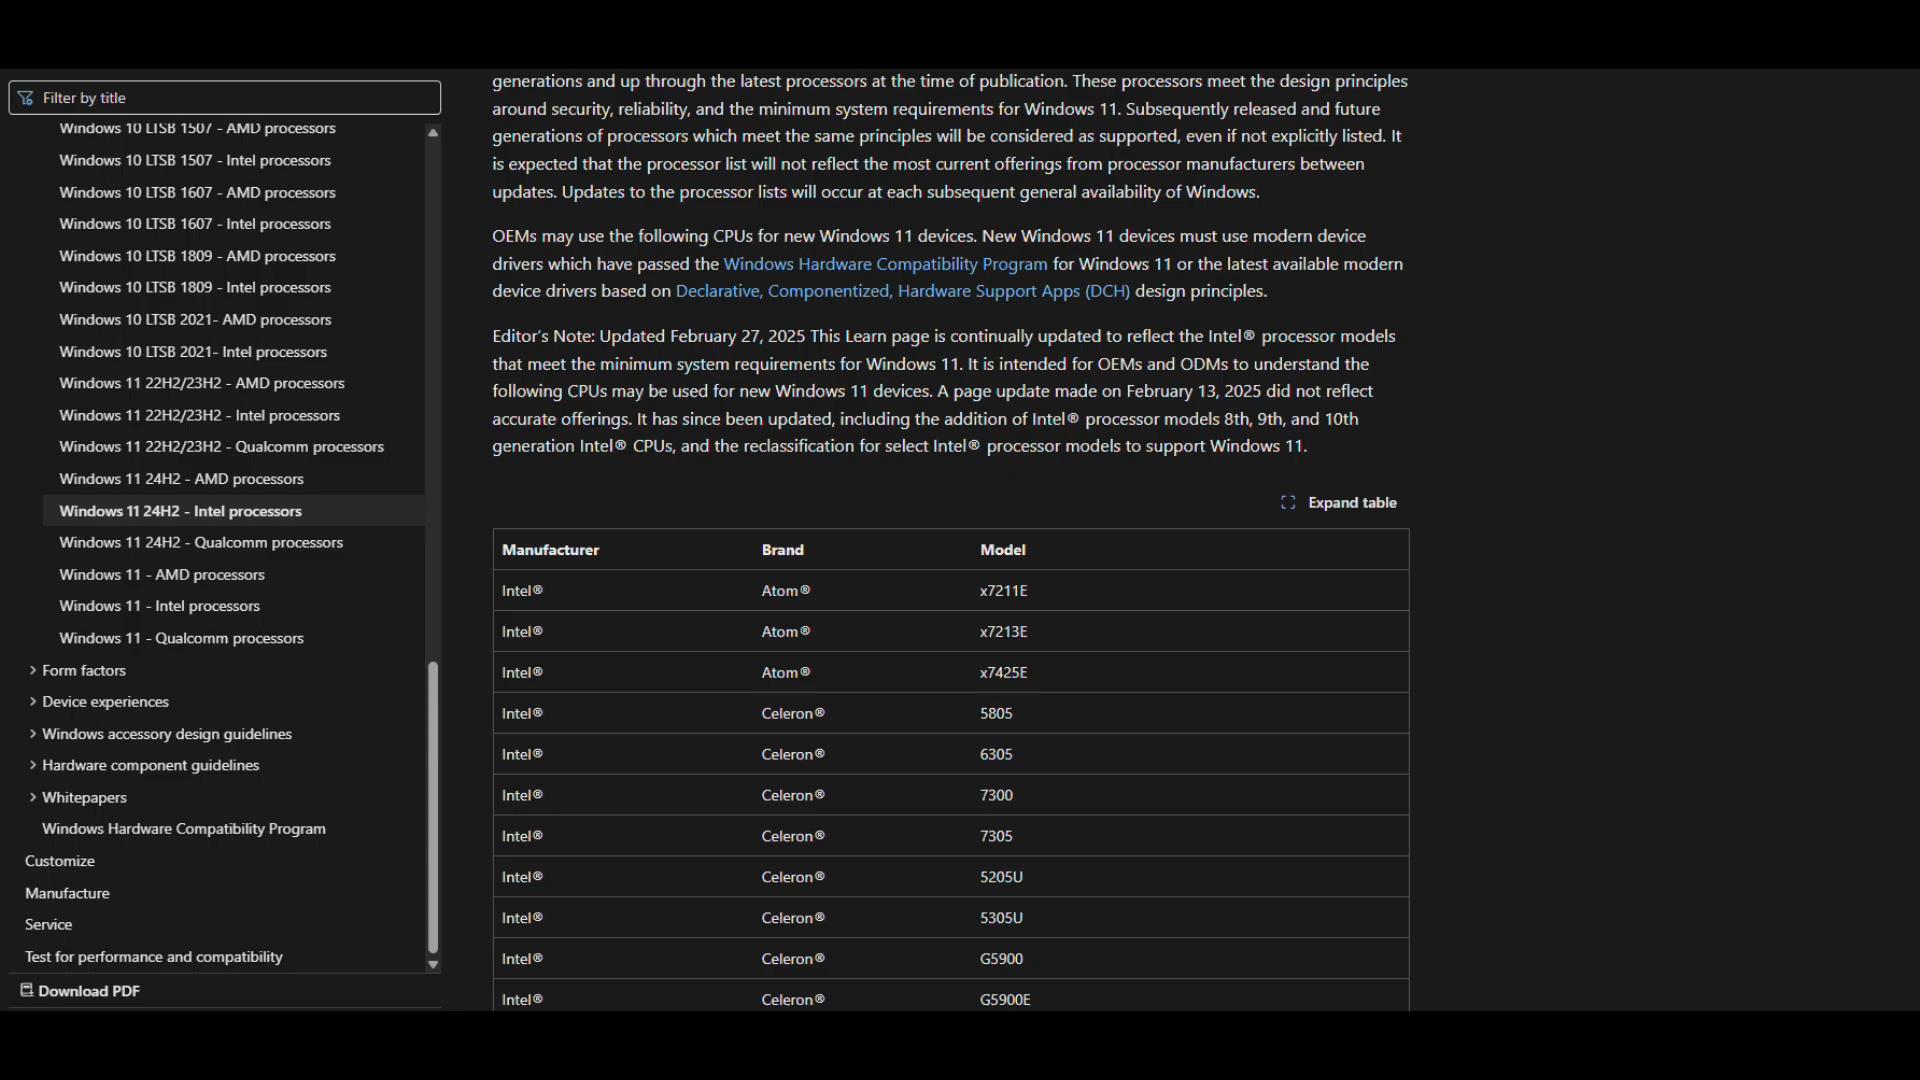 Filter by title
Windows 10 LTSB 1507 - AMD processors
Windows 10 LTSB 1507 - Intel processors
Windows 10 LTSB 1607 - AMD processors
Windows 10 LTSB 1607 - Intel processors
Windows 10 LTSB 1809 - AMD processors
Windows 10 LTSB 1809 - Intel processors
Windows 10 LTSB 2021- AMD processors
Windows 10 LTSB 2021- Intel processors
Windows 11 22H2/23H2 - AMD processors
Windows 11 22H2/23H2 - Intel processors
Windows 11 22H2/23H2 - Qualcomm processors
Windows 11 24H2 - AMD processors
Windows 11 24H2 - Intel processors
Windows 11 24H2 - Qualcomm processors
Windows 11 - AMD processors
Windows 11 - Intel processors
Windows 11 - Qualcomm processors
Form factors
Device experiences
Windows accessory design guidelines
Hardware component guidelines
Whitepapers
Windows Hardware Compatibility Program
Customize
Manufacture
Service
Test for performance and compatibility
Download PDF
generations and up through the latest processors at the time of publication. These processors meet the design principles
around security, reliability, and the minimum system requirements for Windows 11. Subsequently released and future
generations of processors which meet the same principles will be considered as supported, even if not explicitly listed. It
is expected that the processor list will not reflect the most current offerings from processor manufacturers between
updates. Updates to the processor lists will occur at each subsequent general availability of Windows.
OEMs may use the following CPUs for new Windows 11 devices. New Windows 11 devices must use modern device
drivers which have passed the Windows Hardware Compatibility Program for Windows 11 or the latest available modern
device drivers based on Declarative, Componentized, Hardware Support Apps (DCH) design principles.
Editor's Note: Updated February 27, 2025 This Learn page is continually updated to reflect the Intel® processor models
that meet the minimum system requirements for Windows 11. It is intended for OEMs and ODMs to understand the
following CPUs may be used for new Windows 11 devices. A page update made on February 13, 2025 did not reflect
accurate offerings. It has since been updated, including the addition of Intel® processor models 8th, 9th, and 10th
generation Intel® CPUs, and the reclassification for select Intel® processor models to support Windows 11.
Expand table
Manufacturer Brand Model
Intel® Atom® x7211E
Intel® Atom® x7213E
Intel® Atom® x7425E
Intel® Celeron® 5805
Intel® Celeron® 6305
Intel® Celeron® 7300
Intel® Celeron® 7305
Intel® Celeron® 5205U
Intel® Celeron® 5305U
Intel® Celeron® G5900
Intel® Celeron® G5900E